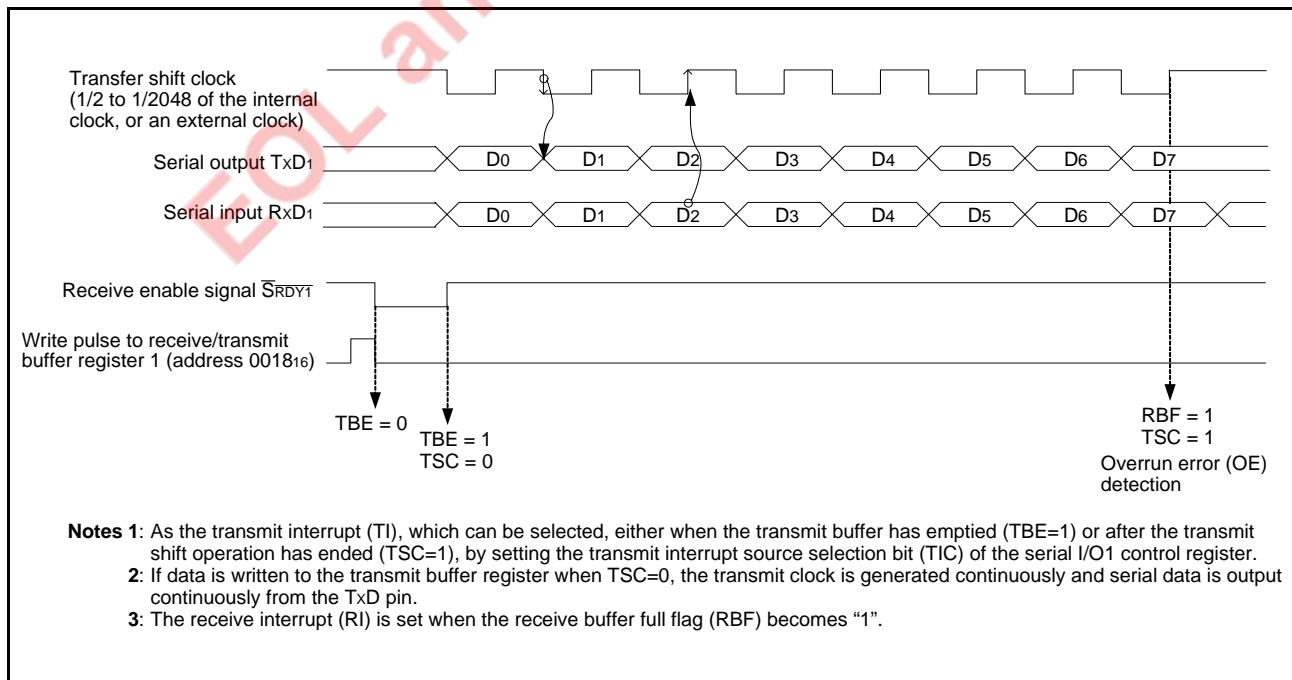 EOL an
Transfer shift clock
(1/2 to 1/2048 of the internal
clock, or an external clock)
Serial output TxD1
D0 D1 D2 D3 D4 D5 D6 D7
Serial input RxD1
D0 D1 D2 D3 D4 D5 D6 D7
Receive enable signal SRDY1
Write pulse to receive/transmit
buffer register 1 (address 001816)
TBE = 0
TBE = 1
TSC = 0
RBF = 1
TSC = 1
Overrun error (OE)
detection
Notes 1: As the transmit interrupt (TI), which can be selected, either when the transmit buffer has emptied (TBE=1) or after the transmit
shift operation has ended (TSC=1), by setting the transmit interrupt source selection bit (TIC) of the serial I/O1 control register.
2: If data is written to the transmit buffer register when TSC=0, the transmit clock is generated continuously and serial data is output
continuously from the TxD pin.
3: The receive interrupt (RI) is set when the receive buffer full flag (RBF) becomes “1”.